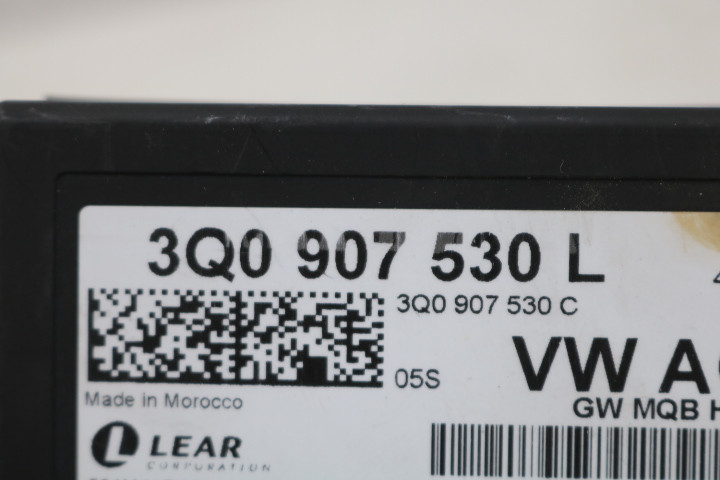 3Q0 907 530 L
3Q0 907 530 C
05S
VW
Made in Morocco
GW MQB
LEAR
CORPORATION